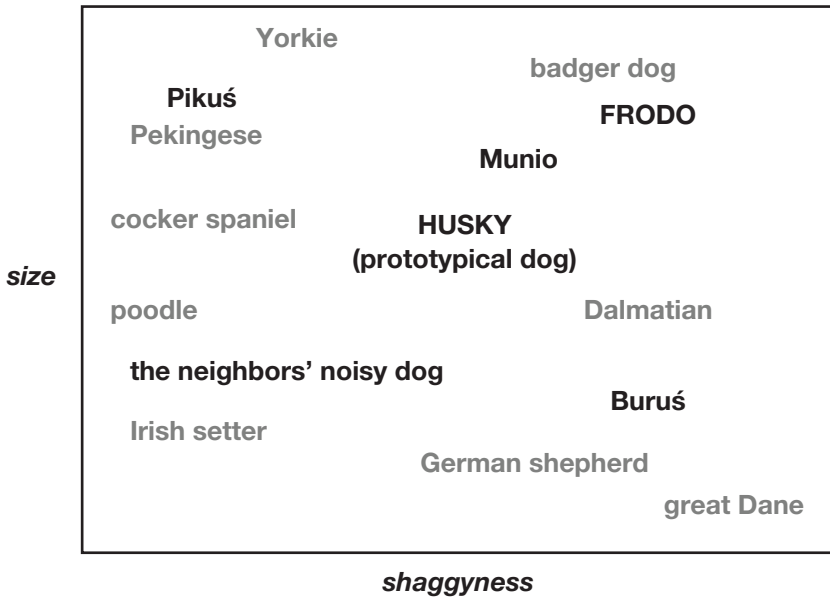 Yorkie
badger dog
Pikuś
FRODO
Pekingese
Munio
cocker spaniel
HUSKY
(prototypical dog)
size
poodle
Dalmatian
the neighbors’ noisy dog
Buruś
Irish setter
German shepherd
great Dane
shaggyness